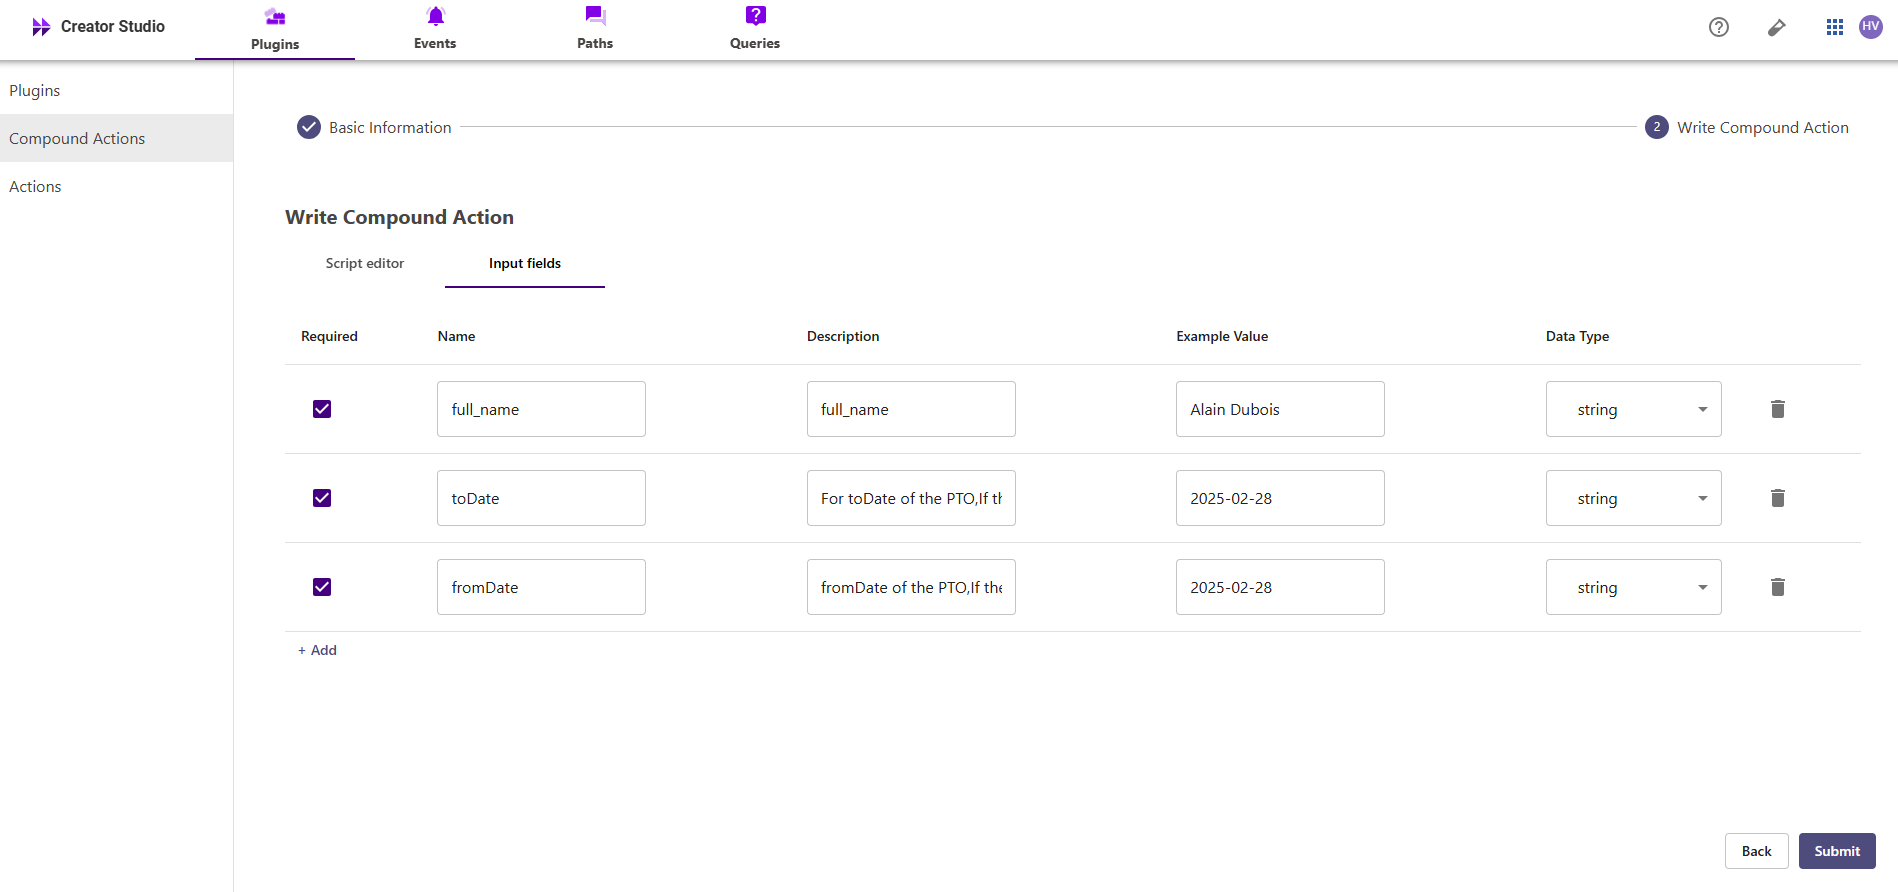 Creator Studio
Plugins
Events
Paths
Queries
HV
Plugins
Compound Actions
Actions
Basic Information
2 Write Compound Action
Write Compound Action
Script editor
Input fields
Required Name Description Example Value Data Type
full_name full_name Alain Dubois string
toDate For toDate of the PTO,If th 2025-02-28 string
fromDate fromDate of the PTO,If the 2025-02-28 string
+ Add
Back Submit